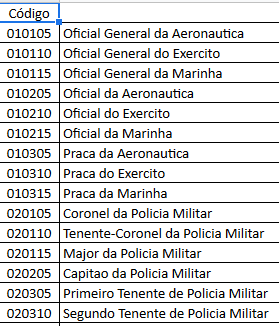 Código
010105 Oficial General da Aeronautica
010110 Oficial General do Exercito
010115 Oficial General da Marinha
010205 Oficial da Aeronautica
010210 Oficial do Exercito
010215 Oficial da Marinha
010305 Praca da Aeronautica
010310 Praca do Exercito
010315 Praca da Marinha
020105 Coronel da Policia Militar
020110 Tenente-Coronel da Policia Militar
020115 Major da Policia Militar
020205 Capitao da Policia Militar
020305 Primeiro Tenente de Policia Militar
020310 Segundo Tenente de Policia Militar